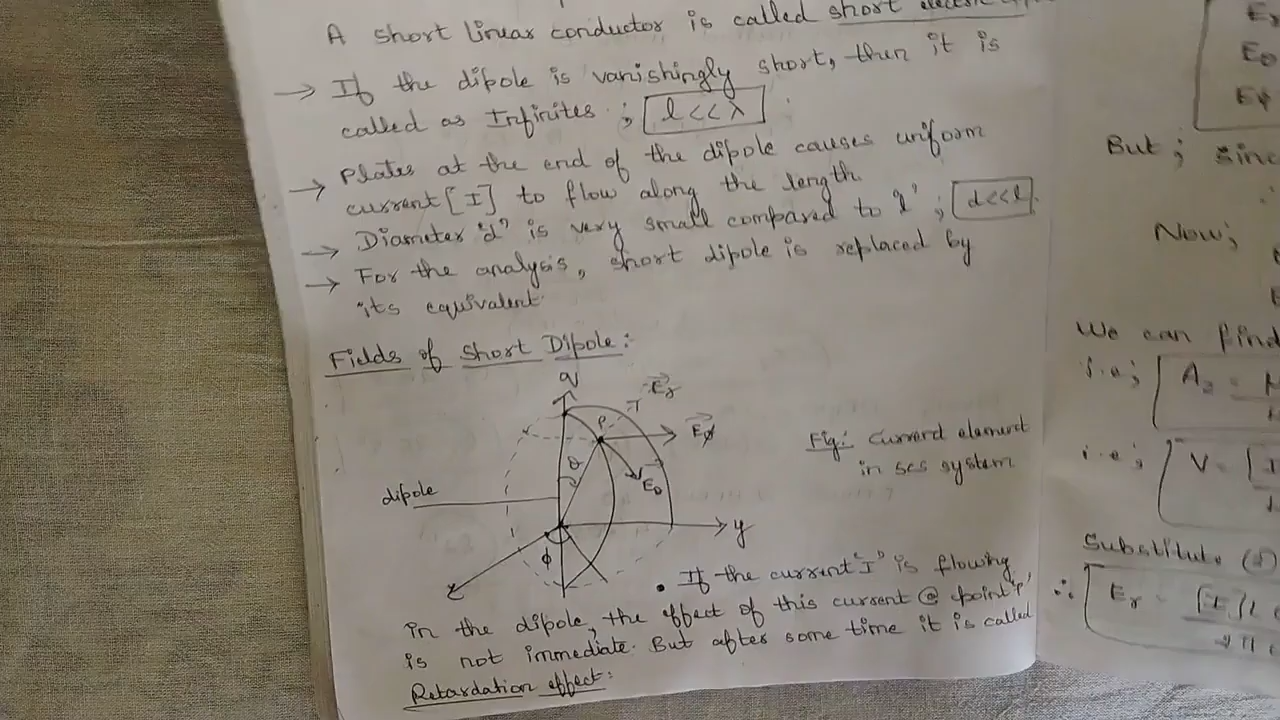 A short linear conductor is called short
→ If the dipole is vanishingly short, then it is
called as Infinites ; l << λ
→ Plates at the end of the dipole causes uniform
current [I] to flow along the length
→ Diameter 'd' is very small compared to 'l' ; d<<l.
→ For the analysis, short dipole is replaced by
its equivalent.
Fields of short Dipole:
Er
P
Eφ
θ
Eθ
dipole
y
φ
Fig: Current element
in scs system
• If the current 'I' is flowing
in the dipole, the effect of this current @ point 'p'
is not immediate. But after some time it is called
Retardation effect:
Er
Eθ
Eφ
But ; sinc
Now;
We can find
i.e;
i.e;
V =
Substitute
∴ Er =